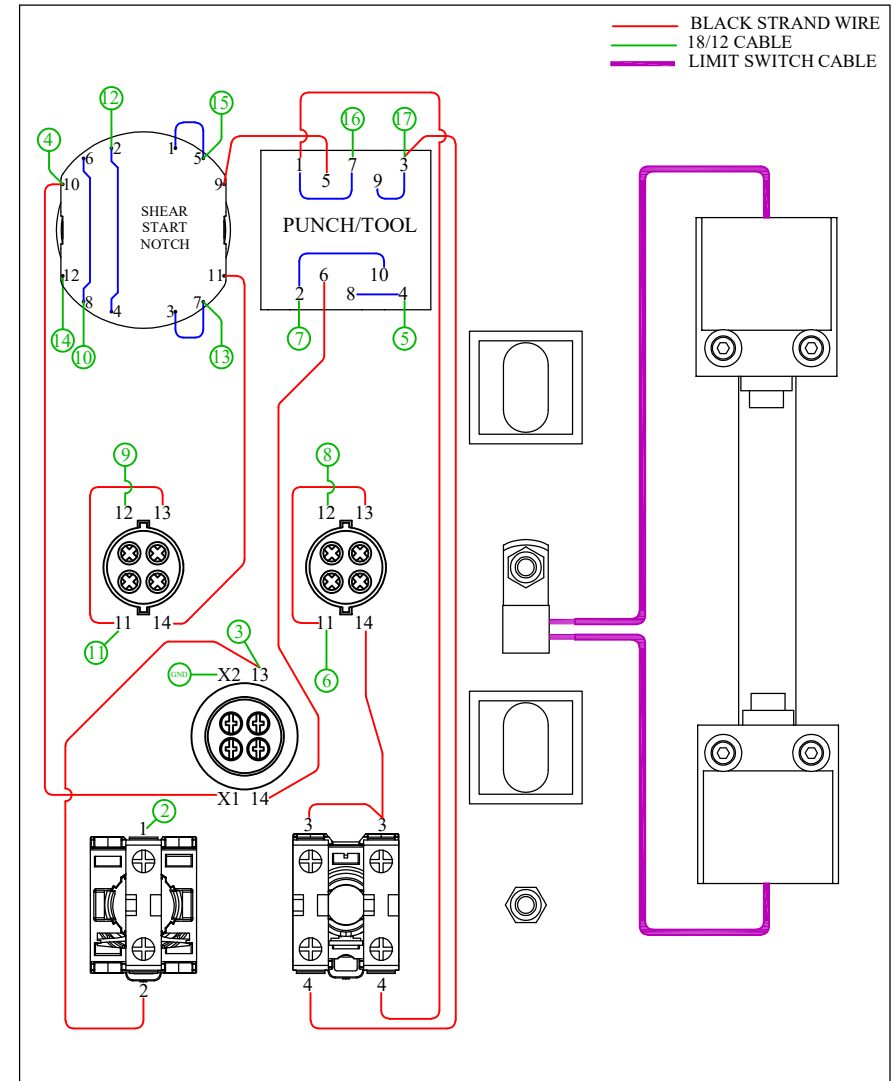 BLACK STRAND WIRE
18/12 CABLE
LIMIT SWITCH CABLE
12 15 16 17
4 6 2 1 5 9 1 5 7 3
10 9
SHEAR
START
NOTCH
PUNCH/TOOL
12 11 6 10
8 4 3 7 2 8 4
14 10 13 7 5
9 8
12 13 12 13
11 14 11 14
11 3 6
GND X2 13
X1 14
2
1 3 3
2 4 4